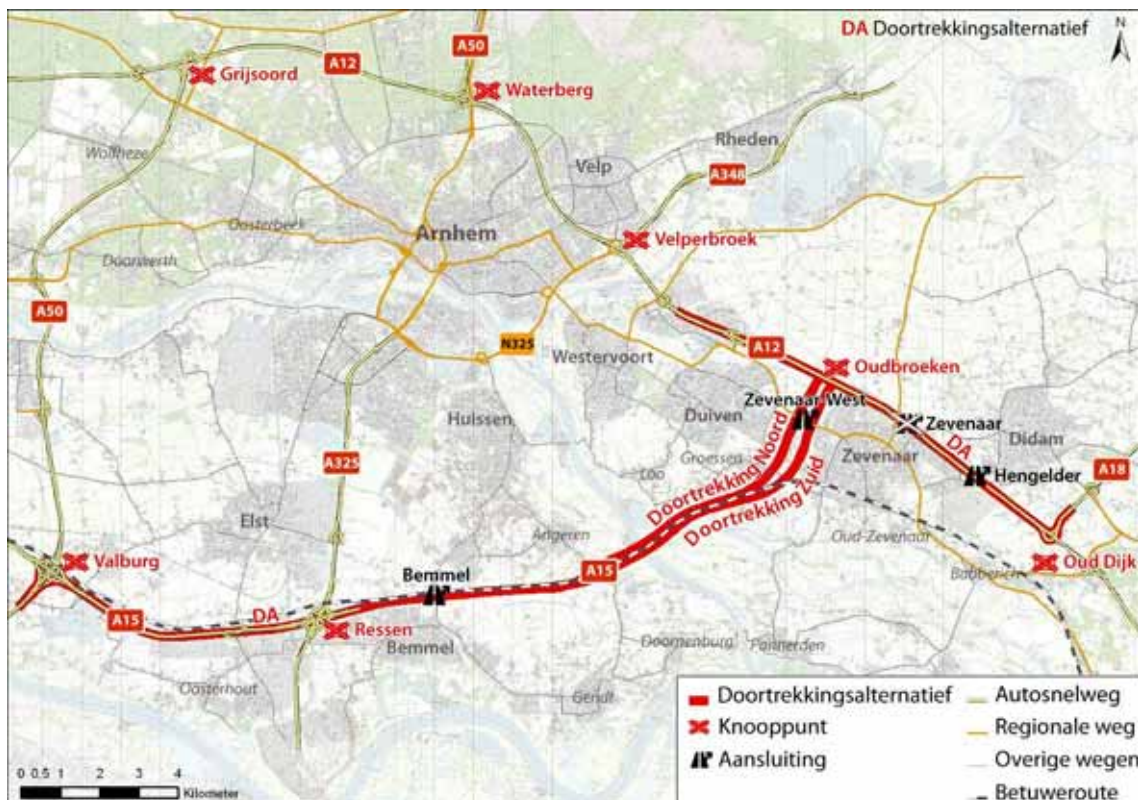 DA Doortrekkingsalternatief
N
A50
A12
Grijsoord
Waterberg
Rheden
Wolfheze
Velp
A348
Oosterbeek
Arnhem
Velperbroek
Doorwerth
A50
N325
Westervoort
A12
Oudbroeken
Zevenaar West
Huissen
Duiven
Zevenaar
Didam
DA
Groessen
Zevenaar
A325
Loo
Hengelder
A18
Doortrekking Noord
Doortrekking Zuid
Elst
Angeren
Oud-Zevenaar
Valburg
Bemmel
A15
Babberich
Oud Dijk
A15
DA
Ressen
Bemmel
Doornenburg
Pannerden
Oosterhout
Gendt
Doortrekkingsalternatief
Knooppunt
Aansluiting
Autosnelweg
Regionale weg
Overige wegen
Betuweroute
0 0.5 1 2 3 4
Kilometer